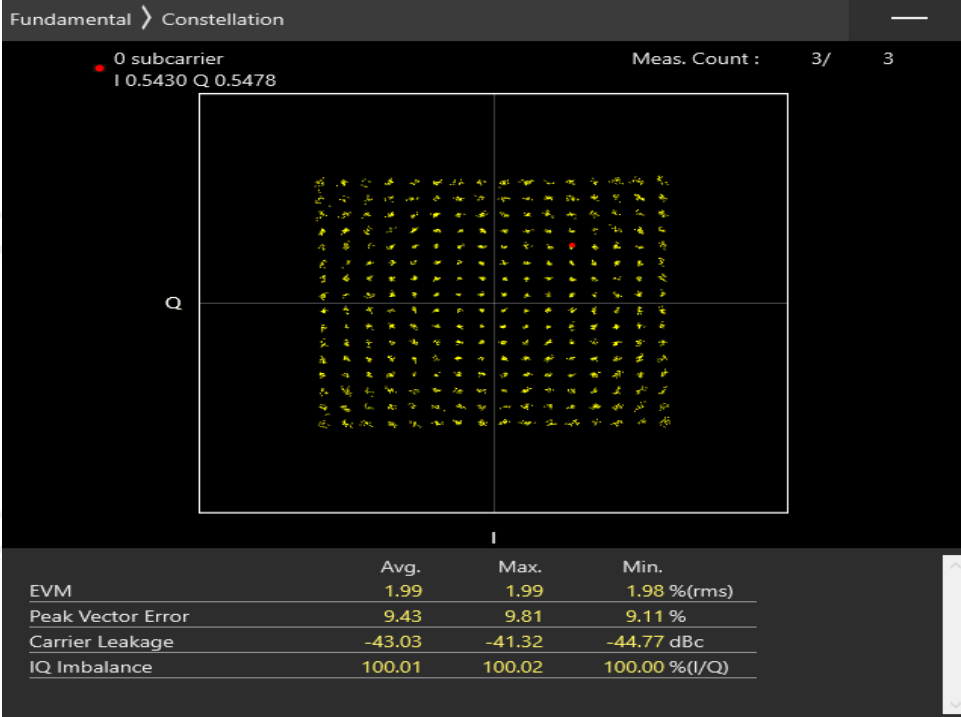 Fundamental 〉 Constellation
0 subcarrier
I 0.5430 Q 0.5478
Meas. Count : 3/ 3
Q
I
Avg. Max. Min.
EVM 1.99 1.99 1.98 %(rms)
Peak Vector Error 9.43 9.81 9.11 %
Carrier Leakage -43.03 -41.32 -44.77 dBc
IQ Imbalance 100.01 100.02 100.00 %(I/Q)